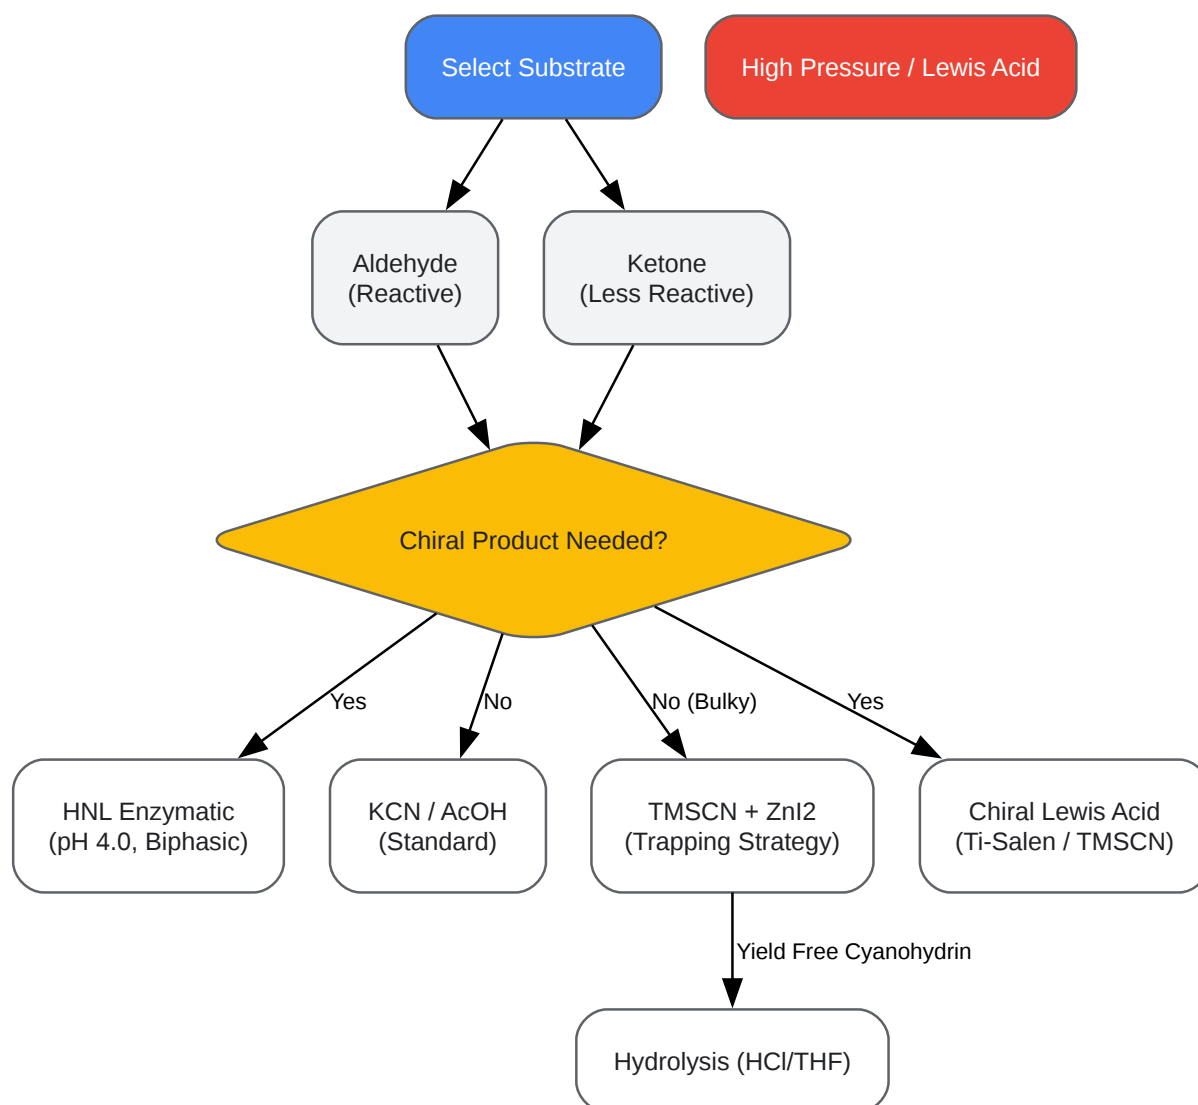 Select Substrate
High Pressure / Lewis Acid
Aldehyde
(Reactive)
Ketone
(Less Reactive)
Chiral Product Needed?
Yes
No
No (Bulky)
Yes
HNL Enzymatic
(pH 4.0, Biphasic)
KCN / AcOH
(Standard)
TMSCN + ZnI2
(Trapping Strategy)
Chiral Lewis Acid
(Ti-Salen / TMSCN)
Yield Free Cyanohydrin
Hydrolysis (HCl/THF)